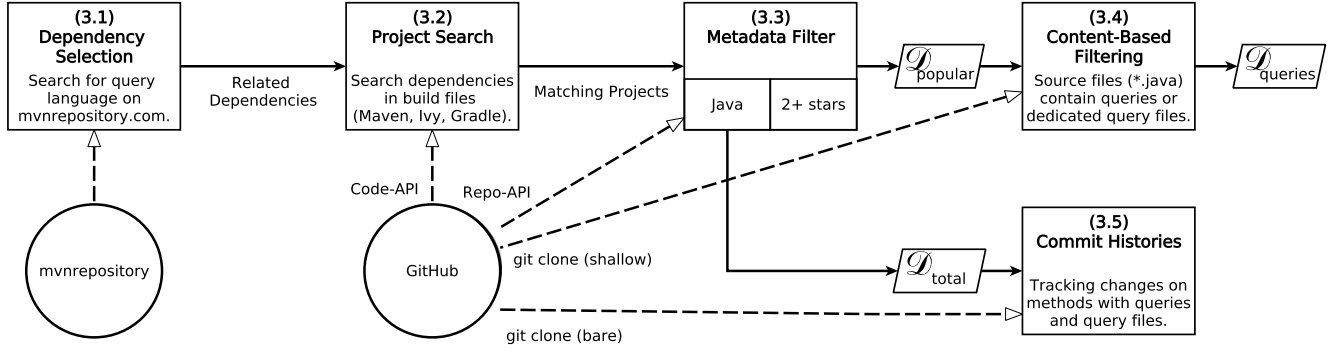 (3.1)
Dependency
Selection
Search for query
language on
mvnrepository.com.
Related
Dependencies
(3.2)
Project Search
Search dependencies
in build files
(Maven, Ivy, Gradle).
Matching Projects
(3.3)
Metadata Filter
Java
2+ stars
𝒟popular
(3.4)
Content-Based
Filtering
Source files (*.java)
contain queries or
dedicated query files.
𝒟queries
Code-API
Repo-API
mvnrepository
GitHub
git clone (shallow)
git clone (bare)
𝒟total
(3.5)
Commit Histories
Tracking changes on
methods with queries
and query files.